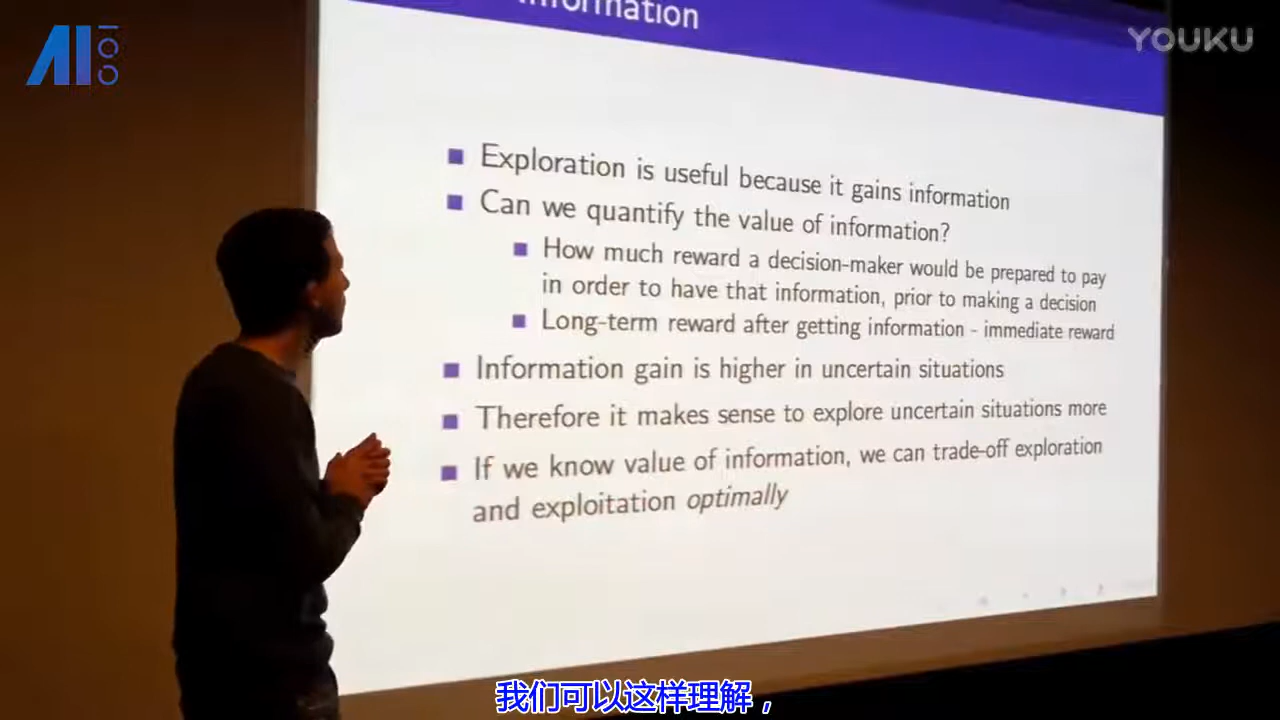 AI100
YOUKU
Information
Exploration is useful because it gains information
Can we quantify the value of information?
How much reward a decision-maker would be prepared to pay
in order to have that information, prior to making a decision
Long-term reward after getting information - immediate reward
Information gain is higher in uncertain situations
Therefore it makes sense to explore uncertain situations more
If we know value of information, we can trade-off exploration
and exploitation optimally
我们可以这样理解，